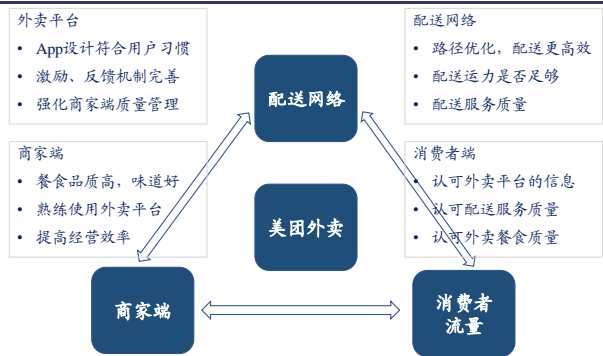 外卖平台
• App设计符合用户习惯
• 激励、反馈机制完善
• 强化商家端质量管理
配送网络
• 路径优化，配送更高效
• 配送运力是否足够
• 配送服务质量
配送网络
商家端
• 餐食品质高，味道好
• 熟练使用外卖平台
• 提高经营效率
消费者端
• 认可外卖平台的信息
• 认可配送服务质量
• 认可外卖餐食质量
美团外卖
商家端
消费者
流量